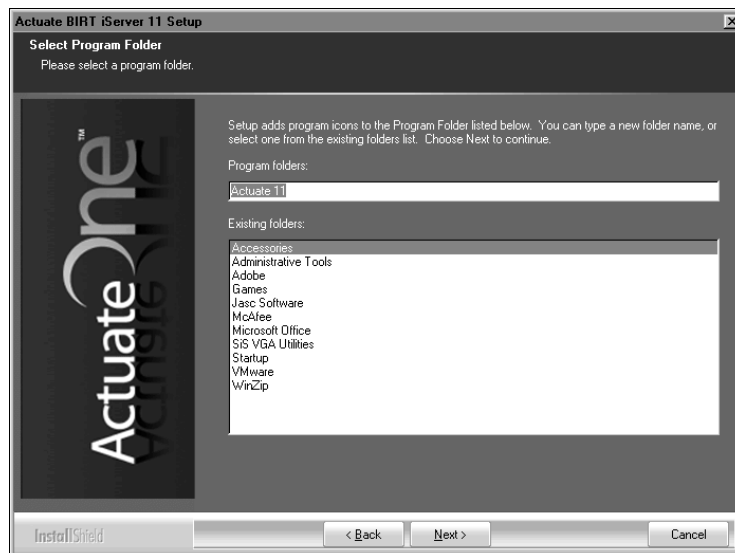 Actuate BIRT iServer 11 Setup
Select Program Folder
Please select a program folder.
ActuateOne™
Setup adds program icons to the Program Folder listed below. You can type a new folder name, or
select one from the existing folders list. Choose Next to continue.
Program folders:
Actuate 11
Existing folders:
Accessories
Administrative Tools
Adobe
Games
Jasc Software
McAfee
Microsoft Office
SiS VGA Utilities
Startup
VMware
WinZip
InstallShield
< Back
Next >
Cancel